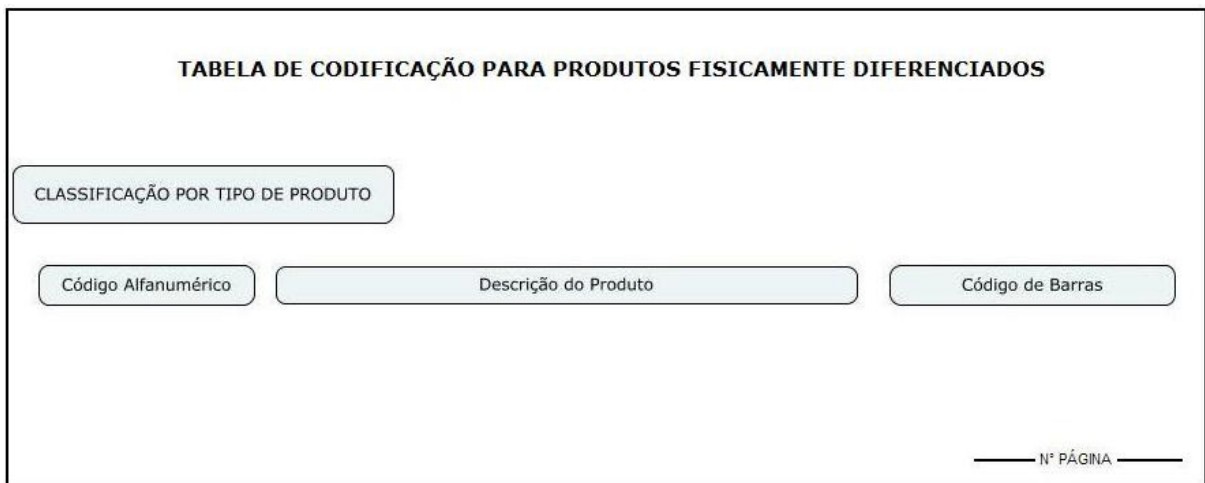 TABELA DE CODIFICAÇÃO PARA PRODUTOS FISICAMENTE DIFERENCIADOS
CLASSIFICAÇÃO POR TIPO DE PRODUTO
Código Alfanumérico
Descrição do Produto
Código de Barras
N° PÁGINA